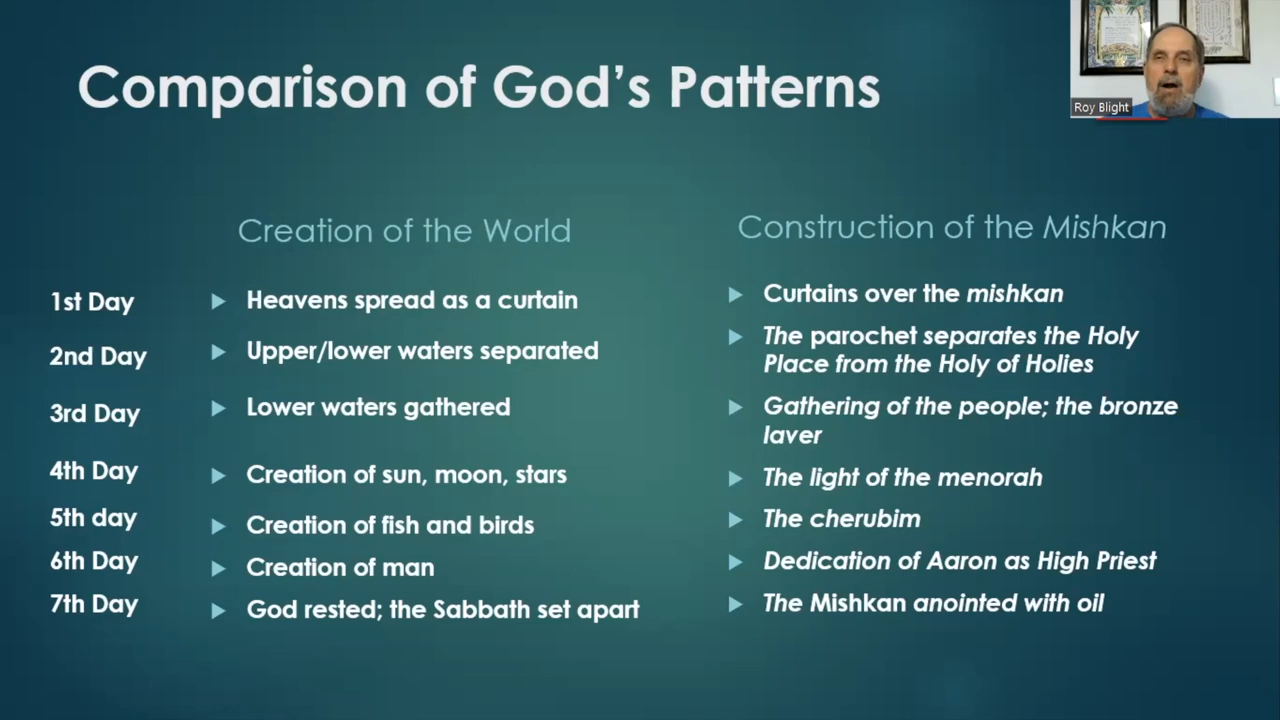 Comparison of God's Patterns
Roy Blight
Creation of the World
Construction of the Mishkan
1st Day
Heavens spread as a curtain
Curtains over the mishkan
2nd Day
Upper/lower waters separated
The parochet separates the Holy
Place from the Holy of Holies
3rd Day
Lower waters gathered
Gathering of the people; the bronze
laver
4th Day
Creation of sun, moon, stars
The light of the menorah
5th day
Creation of fish and birds
The cherubim
6th Day
Creation of man
Dedication of Aaron as High Priest
7th Day
God rested; the Sabbath set apart
The Mishkan anointed with oil